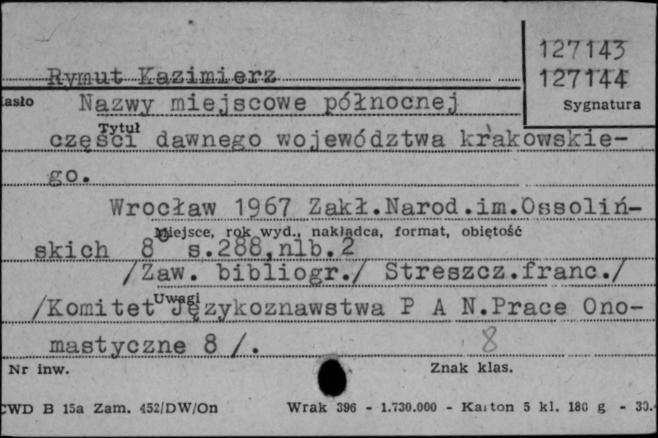 127143
127144
Rymut Kazimierz
Hasło Nazwy miejscowe północnej Sygnatura
Tytuł
części dawnego województwa krakowskie-
go.
Wrocław 1967 Zakł.Narod.im.Ossoliń-
Miejsce, rok wyd., nakładca, format, objętość
skich 8° s.288,nlb.2
/Zaw. bibliogr./ Streszcz.franc./
Uwagi
/Komitet Językoznawstwa P A N.Prace Ono-
mastyczne 8 /. 8
Nr inw. Znak klas.
CWD B 15a Zam. 452/DW/On Wrak 396 - 1.730.000 - Karton 5 kl. 180 g - 30.